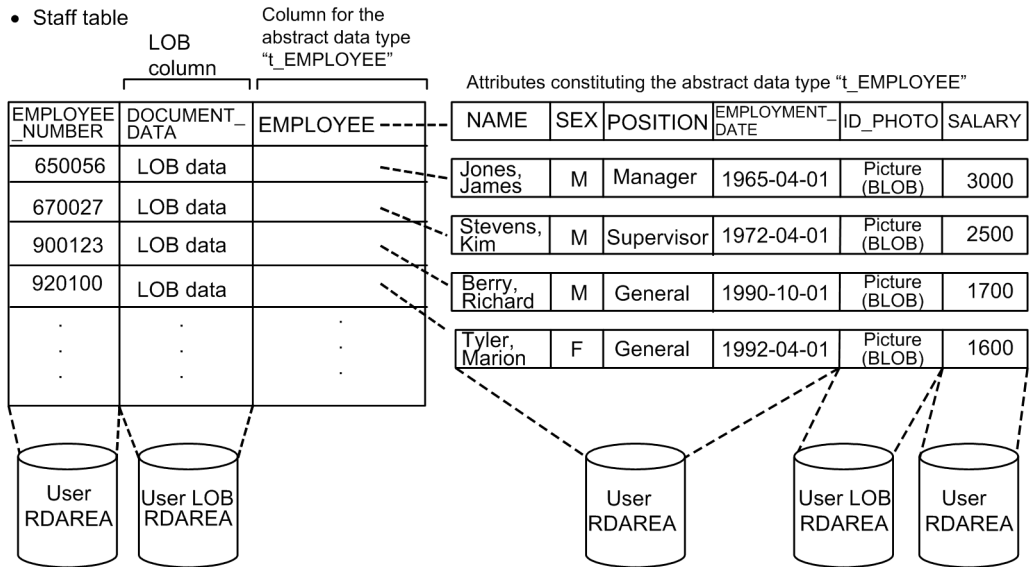 • Staff table
LOB
column
Column for the
abstract data type
“t_EMPLOYEE”
Attributes constituting the abstract data type “t_EMPLOYEE”
EMPLOYEE
_NUMBER
DOCUMENT_
DATA
EMPLOYEE
NAME
SEX
POSITION
EMPLOYMENT_
DATE
ID_PHOTO
SALARY
650056
LOB data
Jones,
James
M
Manager
1965-04-01
Picture
(BLOB)
3000
670027
LOB data
Stevens,
Kim
M
Supervisor
1972-04-01
Picture
(BLOB)
2500
900123
LOB data
Berry,
Richard
M
General
1990-10-01
Picture
(BLOB)
1700
920100
LOB data
Tyler,
Marion
F
General
1992-04-01
Picture
(BLOB)
1600
. . .
. . .
. . .
User
RDAREA
User LOB
RDAREA
User
RDAREA
User LOB
RDAREA
User
RDAREA